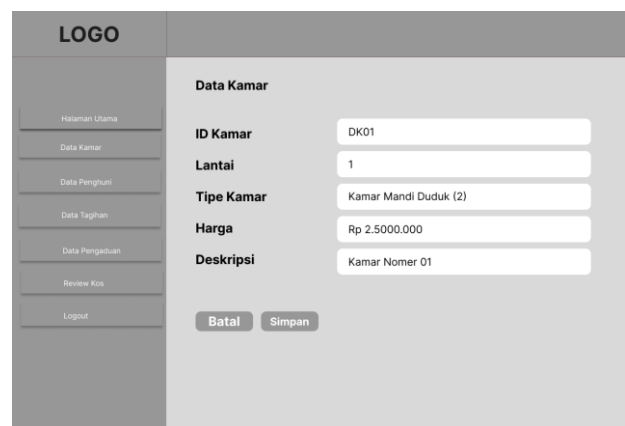 LOGO
Halaman Utama
Data Kamar
Data Penghuni
Data Tagihan
Data Pengaduan
Review Kos
Logout
Data Kamar
ID Kamar DK01
Lantai 1
Tipe Kamar Kamar Mandi Duduk (2)
Harga Rp 2.5000.000
Deskripsi Kamar Nomer 01
Batal Simpan